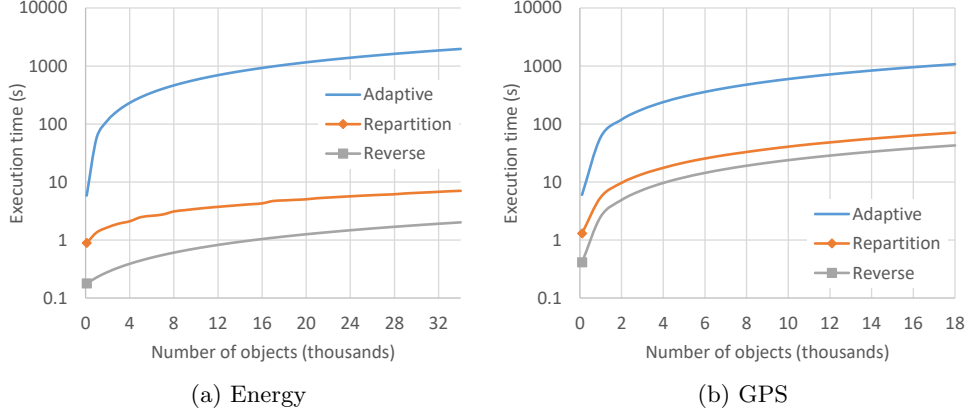 10000
1000
100
10
1
0.1
Execution time (s)
Adaptive
Repartition
Reverse
0 4 8 12 16 20 24 28 32
Number of objects (thousands)
(a) Energy
10000
1000
100
10
1
0.1
Execution time (s)
Adaptive
Repartition
Reverse
0 2 4 6 8 10 12 14 16 18
Number of objects (thousands)
(b) GPS